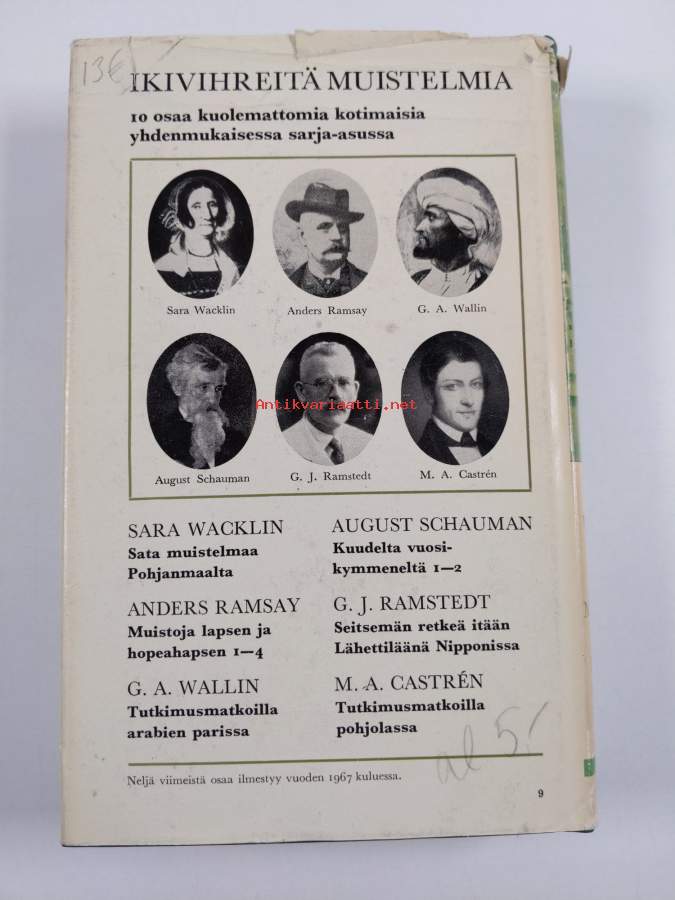 13€
IKIVIHREITÄ MUISTELMIA
10 osaa kuolemattomia kotimaisia
yhdenmukaisessa sarja-asussa
Sara Wacklin
Anders Ramsay
G. A. Wallin
Antikvariaatti.net
August Schauman
G. J. Ramstedt
M. A. Castrén
SARA WACKLIN
Sata muistelmaa
Pohjanmaalta
ANDERS RAMSAY
Muistoja lapsen ja
hopeahapsen 1—4
G. A. WALLIN
Tutkimusmatkoilla
arabien parissa
AUGUST SCHAUMAN
Kuudelta vuosi-
kymmeneltä 1—2
G. J. RAMSTEDT
Seitsemän retkeä itään
Lähettiläänä Nipponissa
M. A. CASTRÉN
Tutkimusmatkoilla
pohjolassa
Neljä viimeistä osaa ilmestyy vuoden 1967 kuluessa.
9